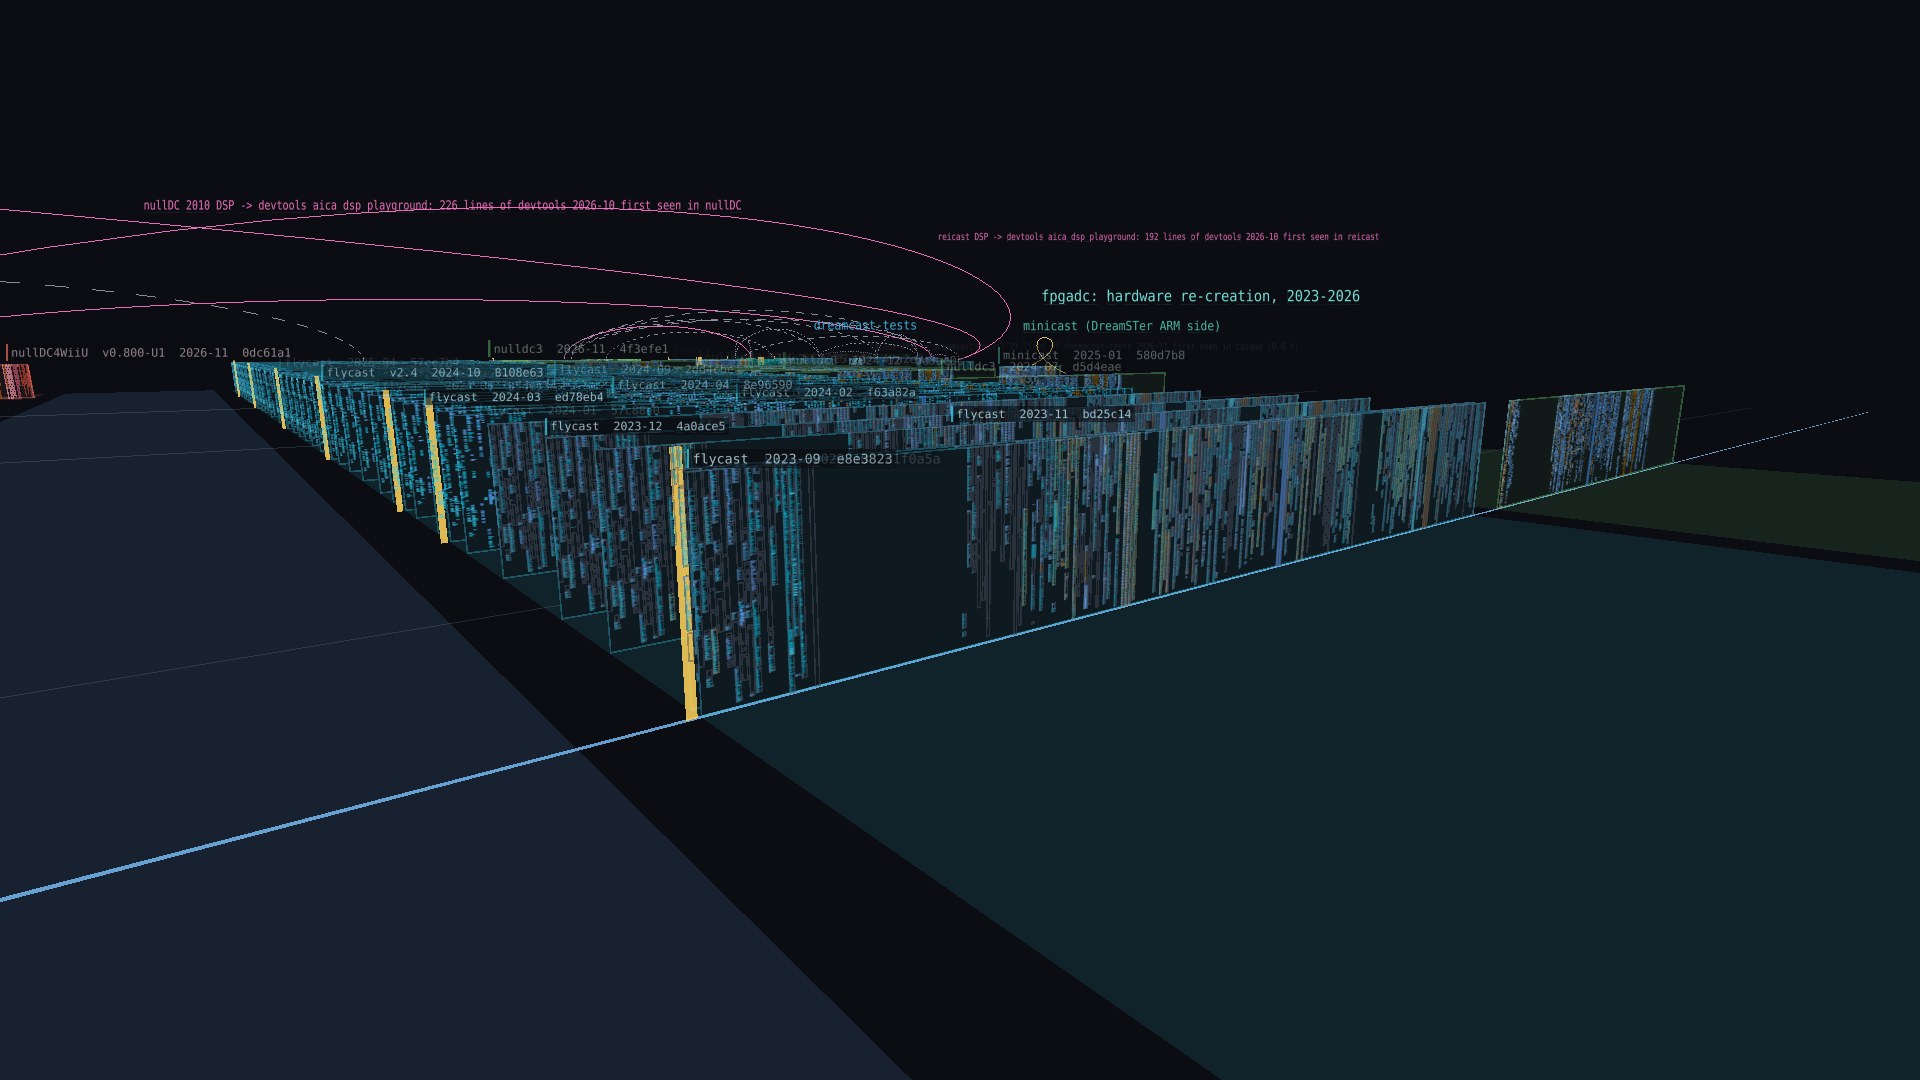 nullDC 2010 DSP -> devtools aica dsp playground: 226 lines of devtools 2026-10 first seen in nullDC
reicast DSP -> devtools aica dsp playground: 192 lines of devtools 2026-10 first seen in reicast
fpgadc: hardware re-creation, 2023-2026
dreamcast-tests
minicast (DreamSTer ARM side)
nullDC4WiiU v0.800-U1 2026-11 0dc61a1
nulldc3 2026-11 4f3efe1
minicast 2025-01 580d7b8
nulldc3 2024-07 d5d4eae
flycast v2.4 2024-10 8108e63
flycast 2024-09
flycast 2024-04 8e96590
flycast 2024-02 f63a82a
flycast 2024-03 ed78eb4
flycast 2023-11 bd25c14
flycast 2023-12 4a0ace5
flycast 2023-09 e8e3823